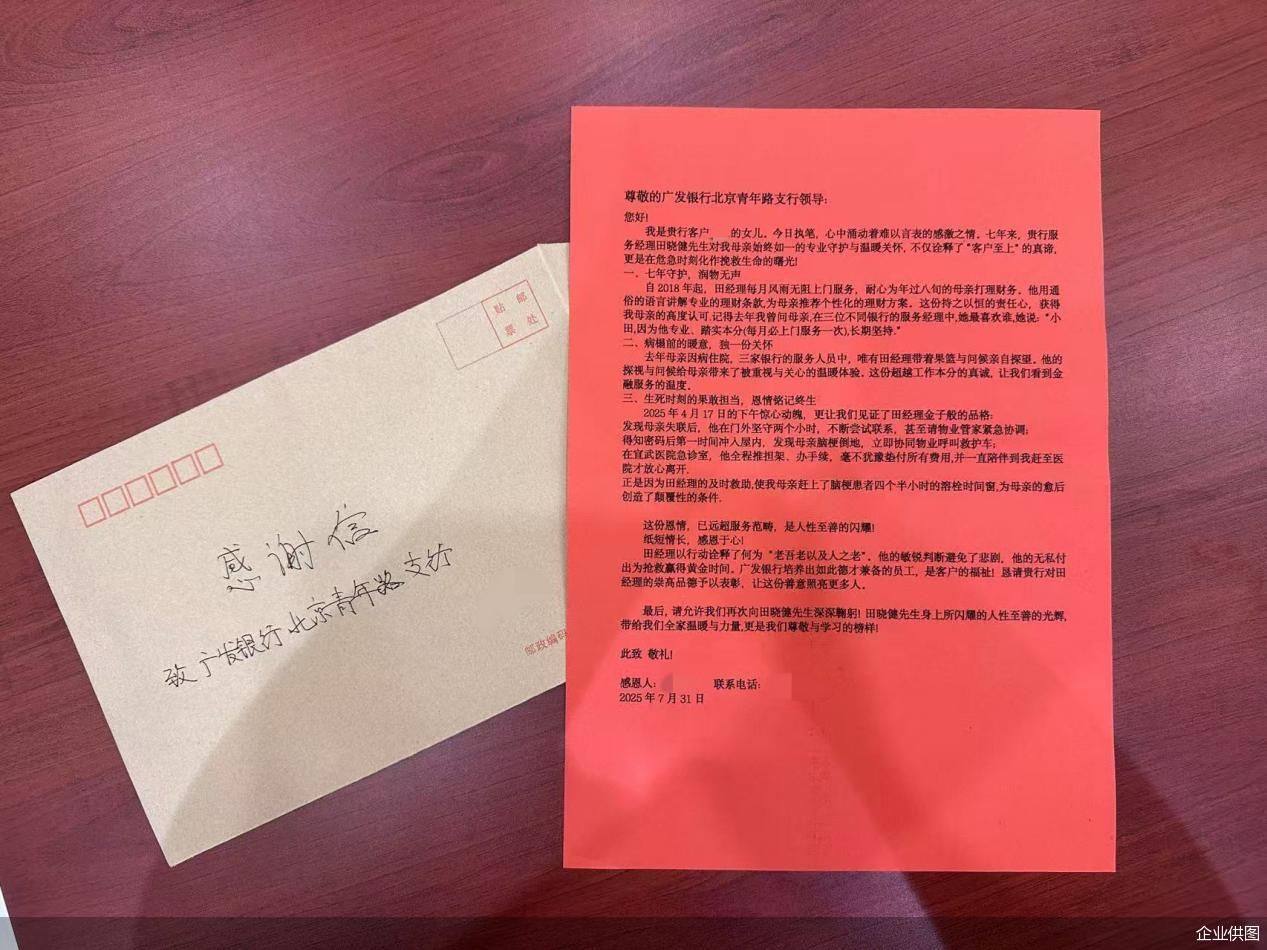 贴 邮
票 处
感谢信
致广发银行北京青年路支行
邮政编码
尊敬的广发银行北京青年路支行领导:
您好!
我是贵行客户、 的女儿。今日执笔，心中涌动着难以言表的感激之情。七年来，贵行服
务经理田晓健先生对我母亲始终如一的专业守护与温暖关怀, 不仅诠释了“客户至上”的真谛,
更是在危急时刻化作挽救生命的曙光!
一、七年守护，润物无声
自 2018 年起，田经理每月风雨无阻上门服务，耐心为年过八旬的母亲打理财务。他用通
俗的语言讲解专业的理财条款,为母亲推荐个性化的理财方案。这份持之以恒的责任心，获得
我母亲的高度认可.记得去年我曾问母亲,在三位不同银行的服务经理中,她最喜欢谁,她说: “小
田,因为他专业、踏实本分(每月必上门服务一次),长期坚持.”
二、病榻前的暖意，独一份关怀
去年母亲因病住院，三家银行的服务人员中，唯有田经理带着果篮与问候亲自探望。他的
探视与问候给母亲带来了被重视与关心的温暖体验。这份超越工作本分的真诚, 让我们看到金
融服务的温度。
三、生死时刻的果敢担当，恩情铭记终生
2025 年 4 月 17 日的下午惊心动魄，更让我们见证了田经理金子般的品格:
发现母亲失联后，他在门外坚守两个小时，不断尝试联系，甚至请物业管家紧急协调;
得知密码后第一时间冲入屋内，发现母亲脑梗倒地，立即协同物业呼叫救护车;
在宣武医院急诊室，他全程推担架、办手续，毫不犹豫垫付所有费用,并一直陪伴到我赶至医
院才放心离开.
正是因为田经理的及时救助,使我母亲赶上了脑梗患者四个半小时的溶栓时间窗,为母亲的愈后
创造了颠覆性的条件.
这份恩情，已远超服务范畴，是人性至善的闪耀!
纸短情长，感恩于心!
田经理以行动诠释了何为“老吾老以及人之老”。他的敏锐判断避免了悲剧，他的无私付
出为抢救赢得黄金时间。广发银行培养出如此德才兼备的员工，是客户的福祉! 恳请贵行对田
经理的崇高品德予以表彰，让这份善意照亮更多人。
最后, 请允许我们再次向田晓健先生深深鞠躬! 田晓健先生身上所闪耀的人性至善的光辉,
带给我们全家温暖与力量,更是我们尊敬与学习的榜样!
此致 敬礼!
感恩人: 联系电话:
2025 年 7 月 31 日
企业供图